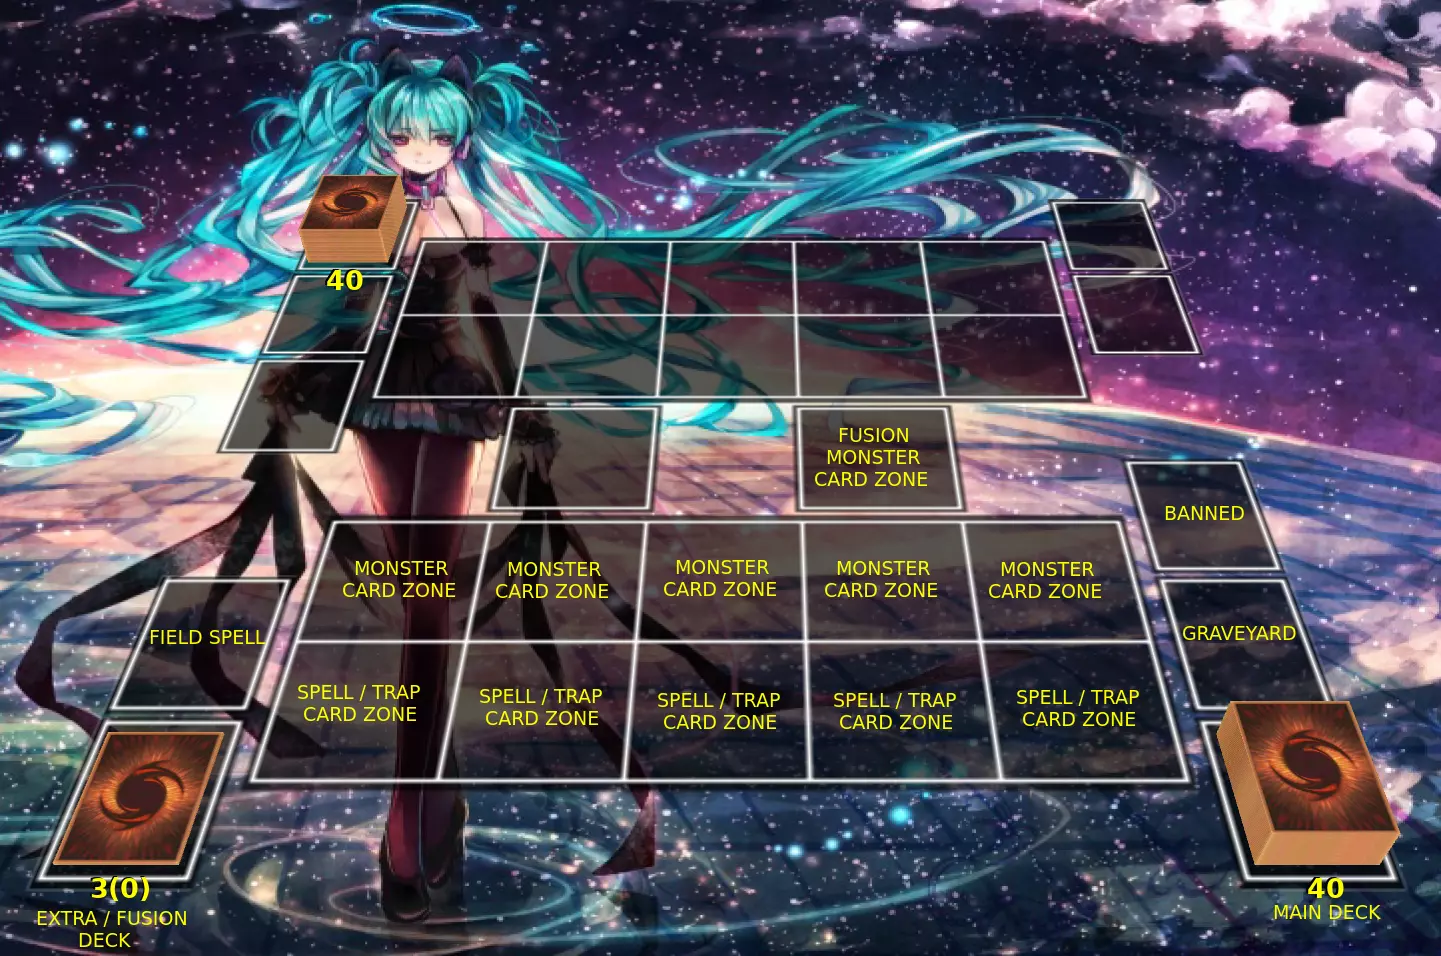 40
FUSION
MONSTER
CARD ZONE
BANNED
MONSTER
CARD ZONE
MONSTER
CARD ZONE
MONSTER
CARD ZONE
MONSTER
CARD ZONE
MONSTER
CARD ZONE
FIELD SPELL
GRAVEYARD
SPELL / TRAP
CARD ZONE
SPELL / TRAP
CARD ZONE
SPELL / TRAP
CARD ZONE
SPELL / TRAP
CARD ZONE
SPELL / TRAP
CARD ZONE
3(0)
EXTRA / FUSION
DECK
40
MAIN DECK